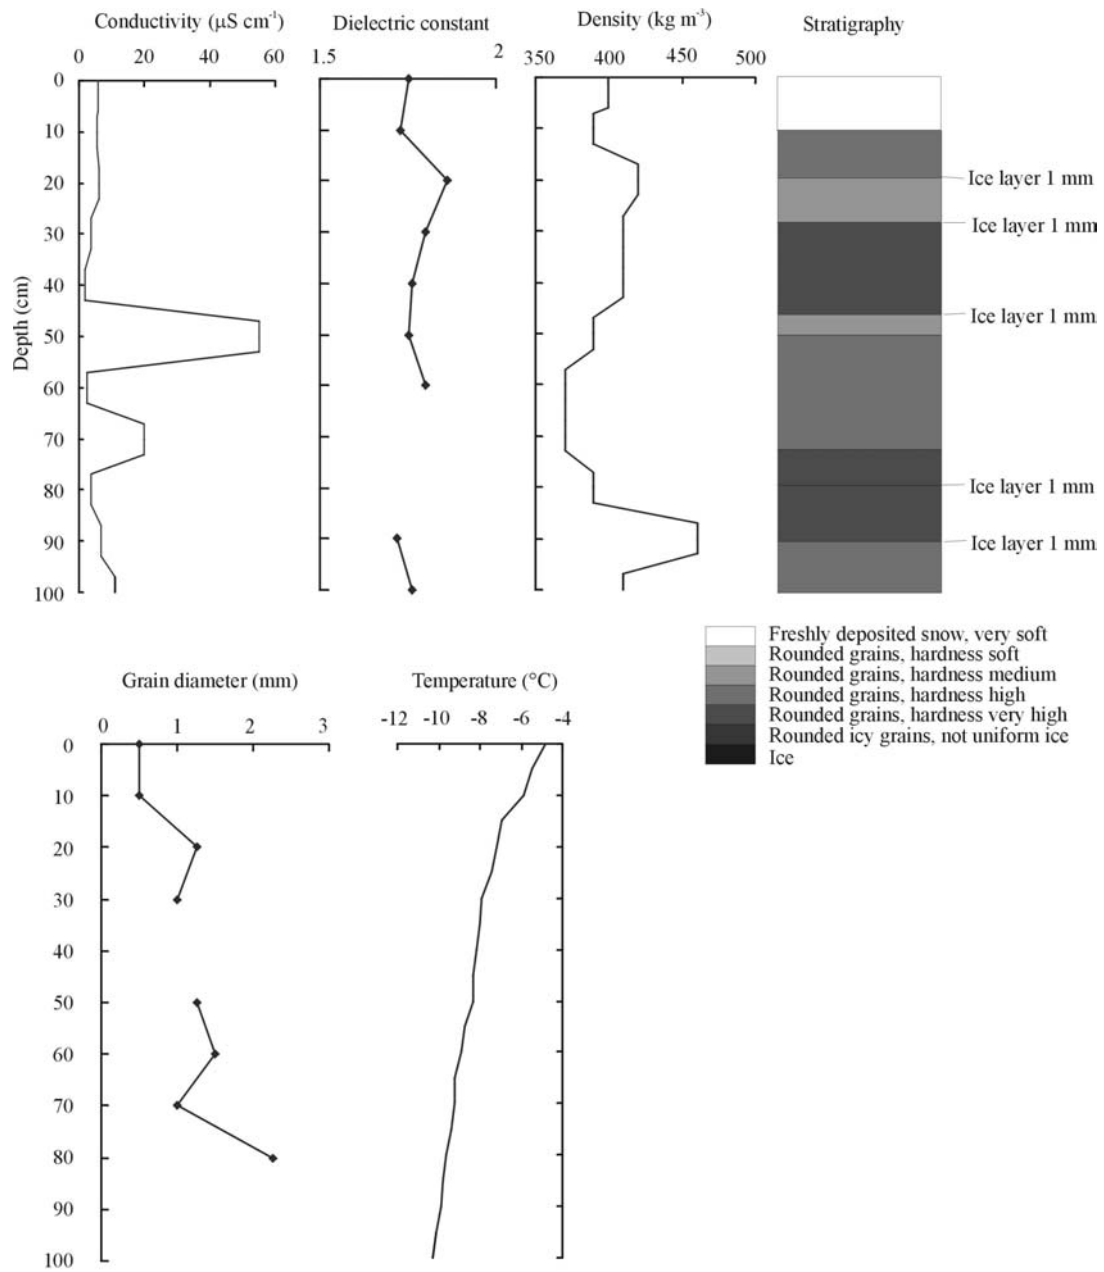 Conductivity (µS cm⁻¹)
0 20 40 60
Dielectric constant
1.5 2
Density (kg m⁻³)
350 400 450 500
Stratigraphy
Depth (cm)
0
10
20
30
40
50
60
70
80
90
100
Ice layer 1 mm
Ice layer 1 mm
Ice layer 1 mm
Ice layer 1 mm
Ice layer 1 mm
Freshly deposited snow, very soft
Rounded grains, hardness soft
Rounded grains, hardness medium
Rounded grains, hardness high
Rounded grains, hardness very high
Rounded icy grains, not uniform ice
Ice
Grain diameter (mm)
0 1 2 3
Temperature (°C)
-12 -10 -8 -6 -4
0
10
20
30
40
50
60
70
80
90
100